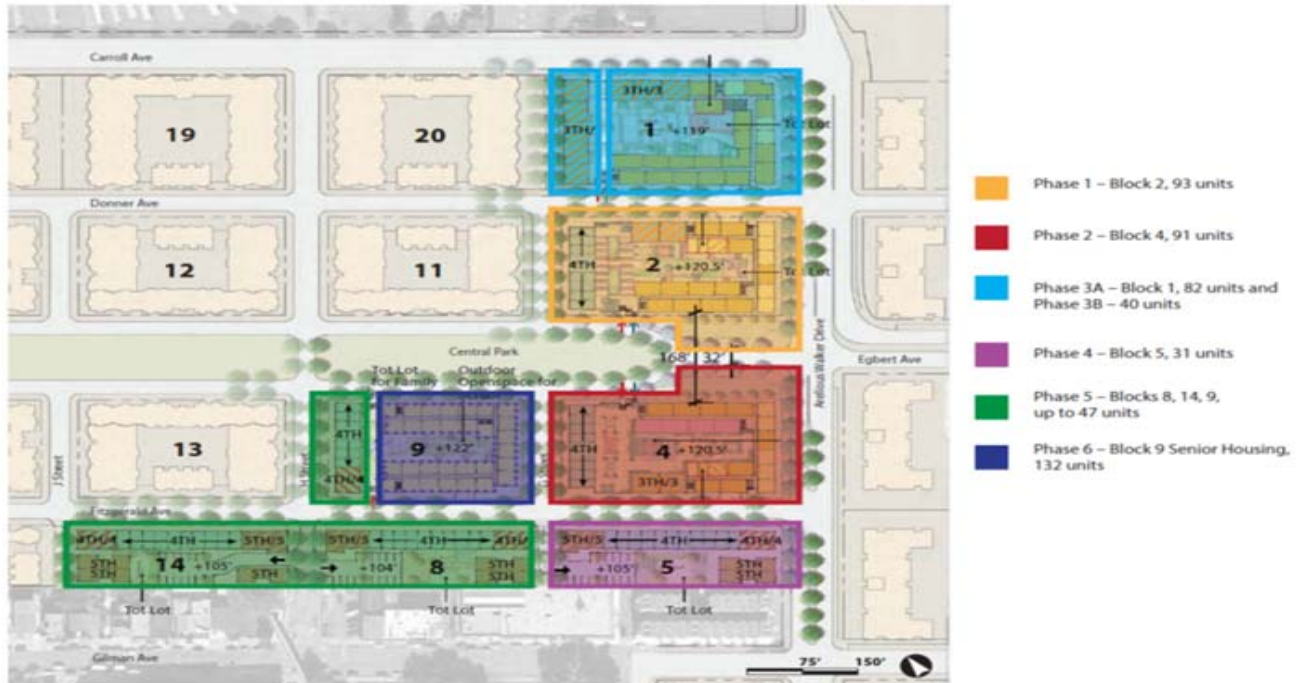 Carroll Ave
3TH/3
3TH/
1
+119'
Tot Lot
19
20
Donner Ave
12
11
4TH
2
+120.5'
Tot Lot
Central Park
168'
32'
Egbert Ave
Arelious Walker Drive
Tot Lot
for Family
Outdoor
Openspace for
13
J Street
H Street
4TH
4TH/4
9
+122'
4TH
4
+120.5'
3TH/3
Fitzgerald Ave
4TH/4
4TH
5TH/5
5TH/5
4TH
4TH/
5TH/5
4TH
4TH/4
5TH
5TH
14
+105'
5TH
+104'
8
5TH
5TH
+105'
5
5TH
5TH
Tot Lot
Tot Lot
Tot Lot
Gilman Ave
75'
150'
Phase 1 – Block 2, 93 units
Phase 2 – Block 4, 91 units
Phase 3A – Block 1, 82 units and
Phase 3B – 40 units
Phase 4 – Block 5, 31 units
Phase 5 – Blocks 8, 14, 9,
up to 47 units
Phase 6 – Block 9 Senior Housing,
132 units